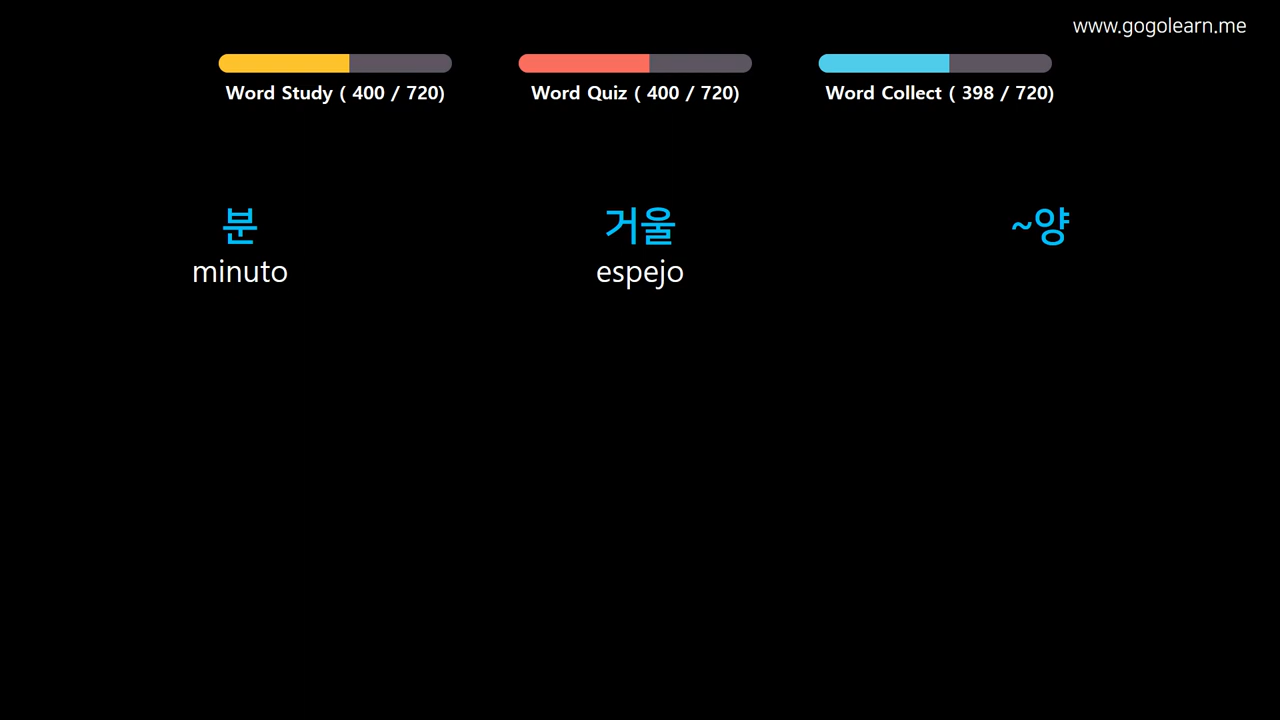 www.gogolearn.me
Word Study ( 400 / 720)
Word Quiz ( 400 / 720)
Word Collect ( 398 / 720)
분
minuto
거울
espejo
~양